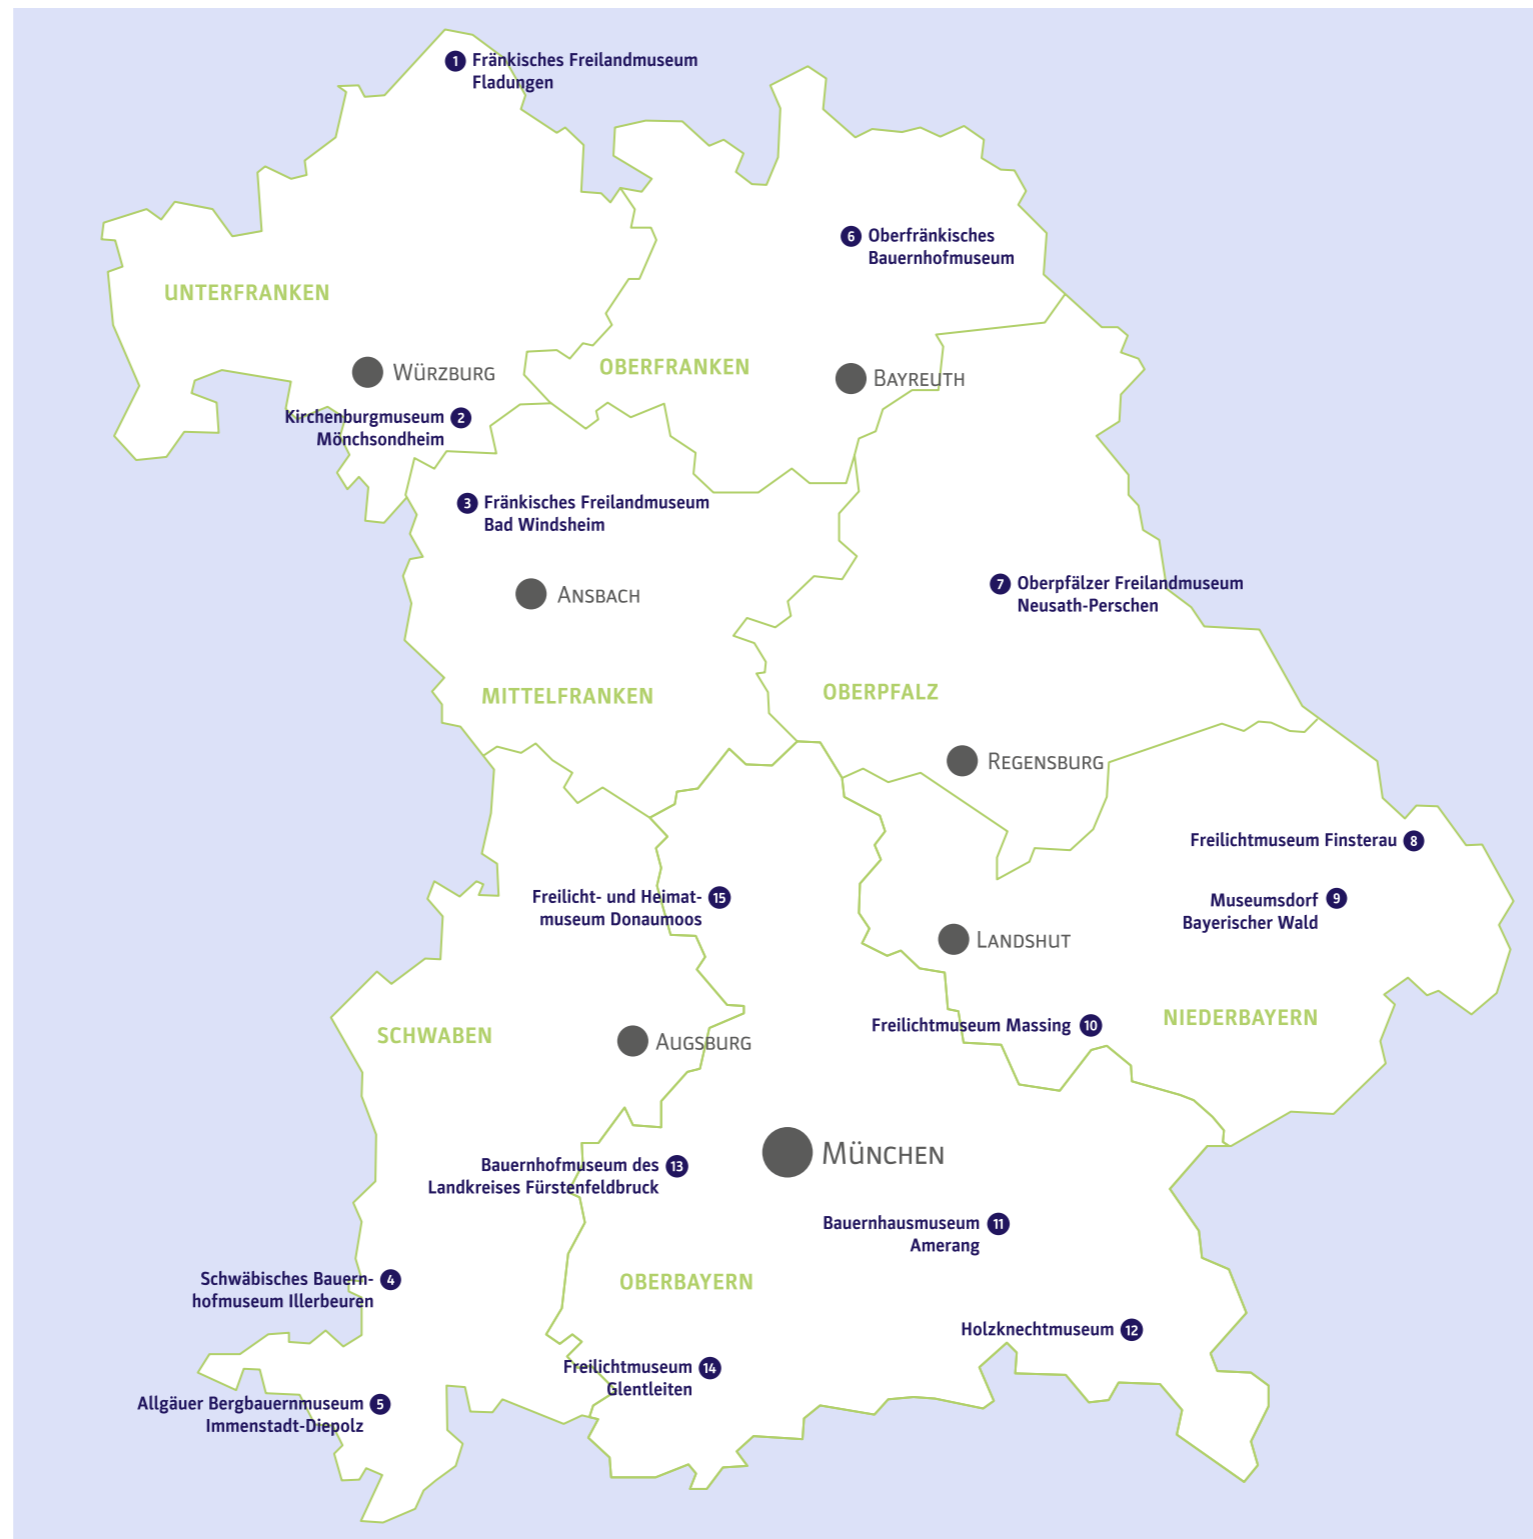 1 Fränkisches Freilandmuseum
Fladungen
6 Oberfränkisches
Bauernhofmuseum
UNTERFRANKEN
OBERFRANKEN
WÜRZBURG
BAYREUTH
Kirchenburgmuseum 2
Mönchsondheim
3 Fränkisches Freilandmuseum
Bad Windsheim
7 Oberpfälzer Freilandmuseum
Neusath-Perschen
ANSBACH
MITTELFRANKEN
OBERPFALZ
REGENSBURG
Freilichtmuseum Finsterau 8
Freilicht- und Heimat- 15
museum Donaumoos
Museumsdorf 9
Bayerischer Wald
LANDSHUT
NIEDERBAYERN
Freilichtmuseum Massing 10
SCHWABEN
AUGSBURG
MÜNCHEN
Bauernhofmuseum des 13
Landkreises Fürstenfeldbruck
Bauernhausmuseum 11
Amerang
Schwäbisches Bauern- 4
hofmuseum Illerbeuren
OBERBAYERN
Holzknechtmuseum 12
Freilichtmuseum 14
Glentleiten
Allgäuer Bergbauernmuseum 5
Immenstadt-Diepolz